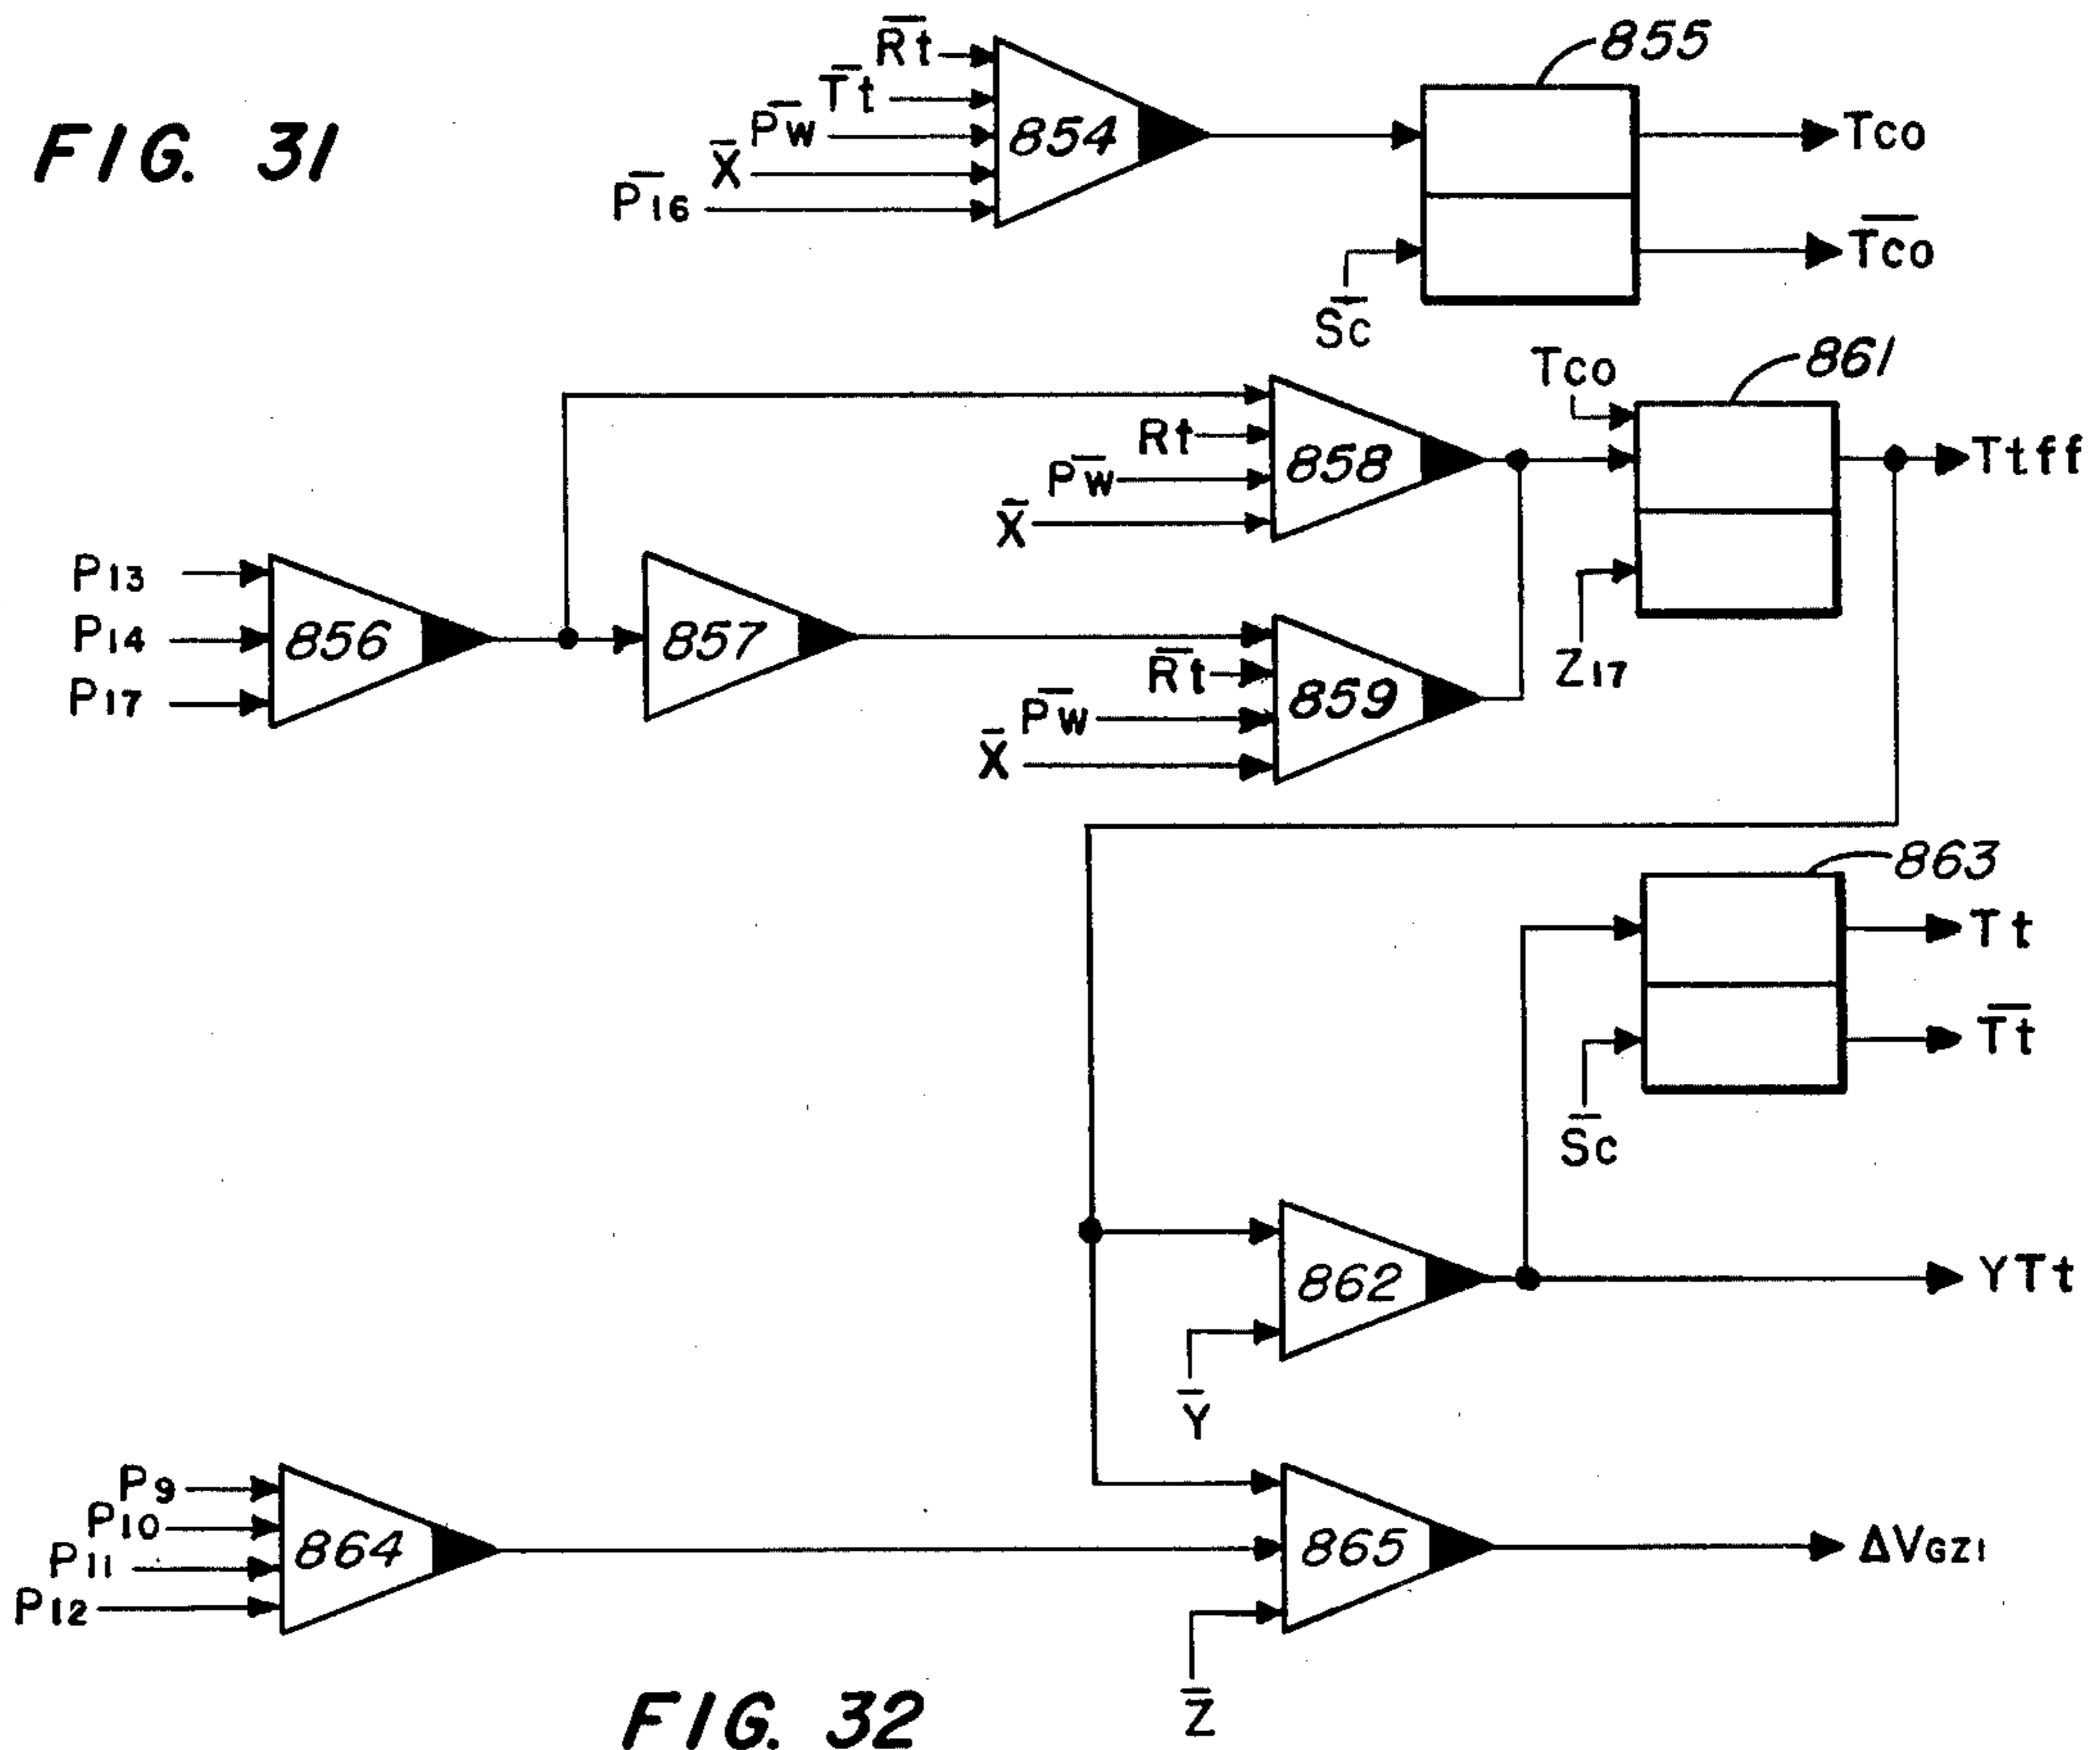 FIG. 31
R̅t
T̅t
P̅w
X̅
P̅16
854
855
Tco
T̅c̅o̅
S̅c
Tco
861
Rt
P̅w
X̅
858
Ttff
P13
P14
P17
856
857
R̅t
P̅w
X̅
859
Z17
863
Tt
T̅t̅
S̅c
862
YTt
Y̅
P9
P10
P11
P12
864
865
ΔVGZ1
Z̅
FIG. 32